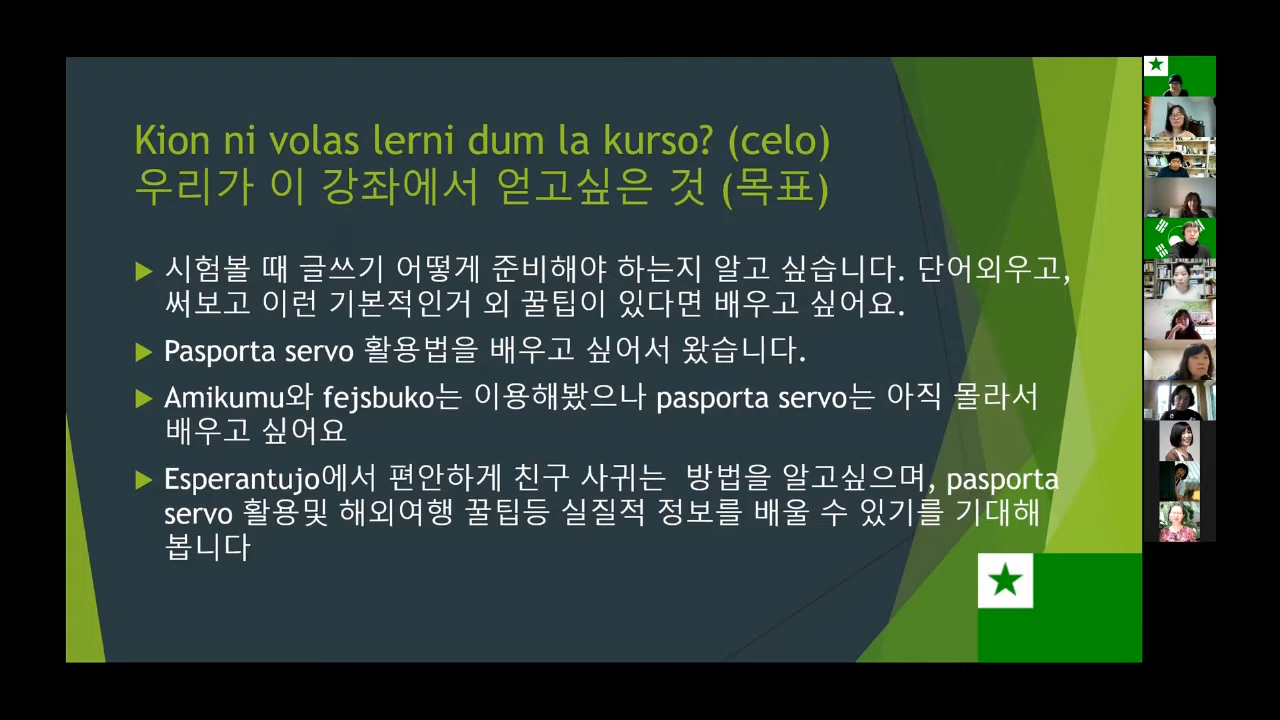 Kion ni volas lerni dum la kurso? (celo)
우리가 이 강좌에서 얻고싶은 것 (목표)
시험볼 때 글쓰기 어떻게 준비해야 하는지 알고 싶습니다. 단어외우고,
써보고 이런 기본적인거 외 꿀팁이 있다면 배우고 싶어요.
Pasporta servo 활용법을 배우고 싶어서 왔습니다.
Amikumu와 fejsbuko는 이용해봤으나 pasporta servo는 아직 몰라서
배우고 싶어요
Esperantujo에서 편안하게 친구 사귀는  방법을 알고싶으며, pasporta
servo 활용및 해외여행 꿀팁등 실질적 정보를 배울 수 있기를 기대해
봅니다